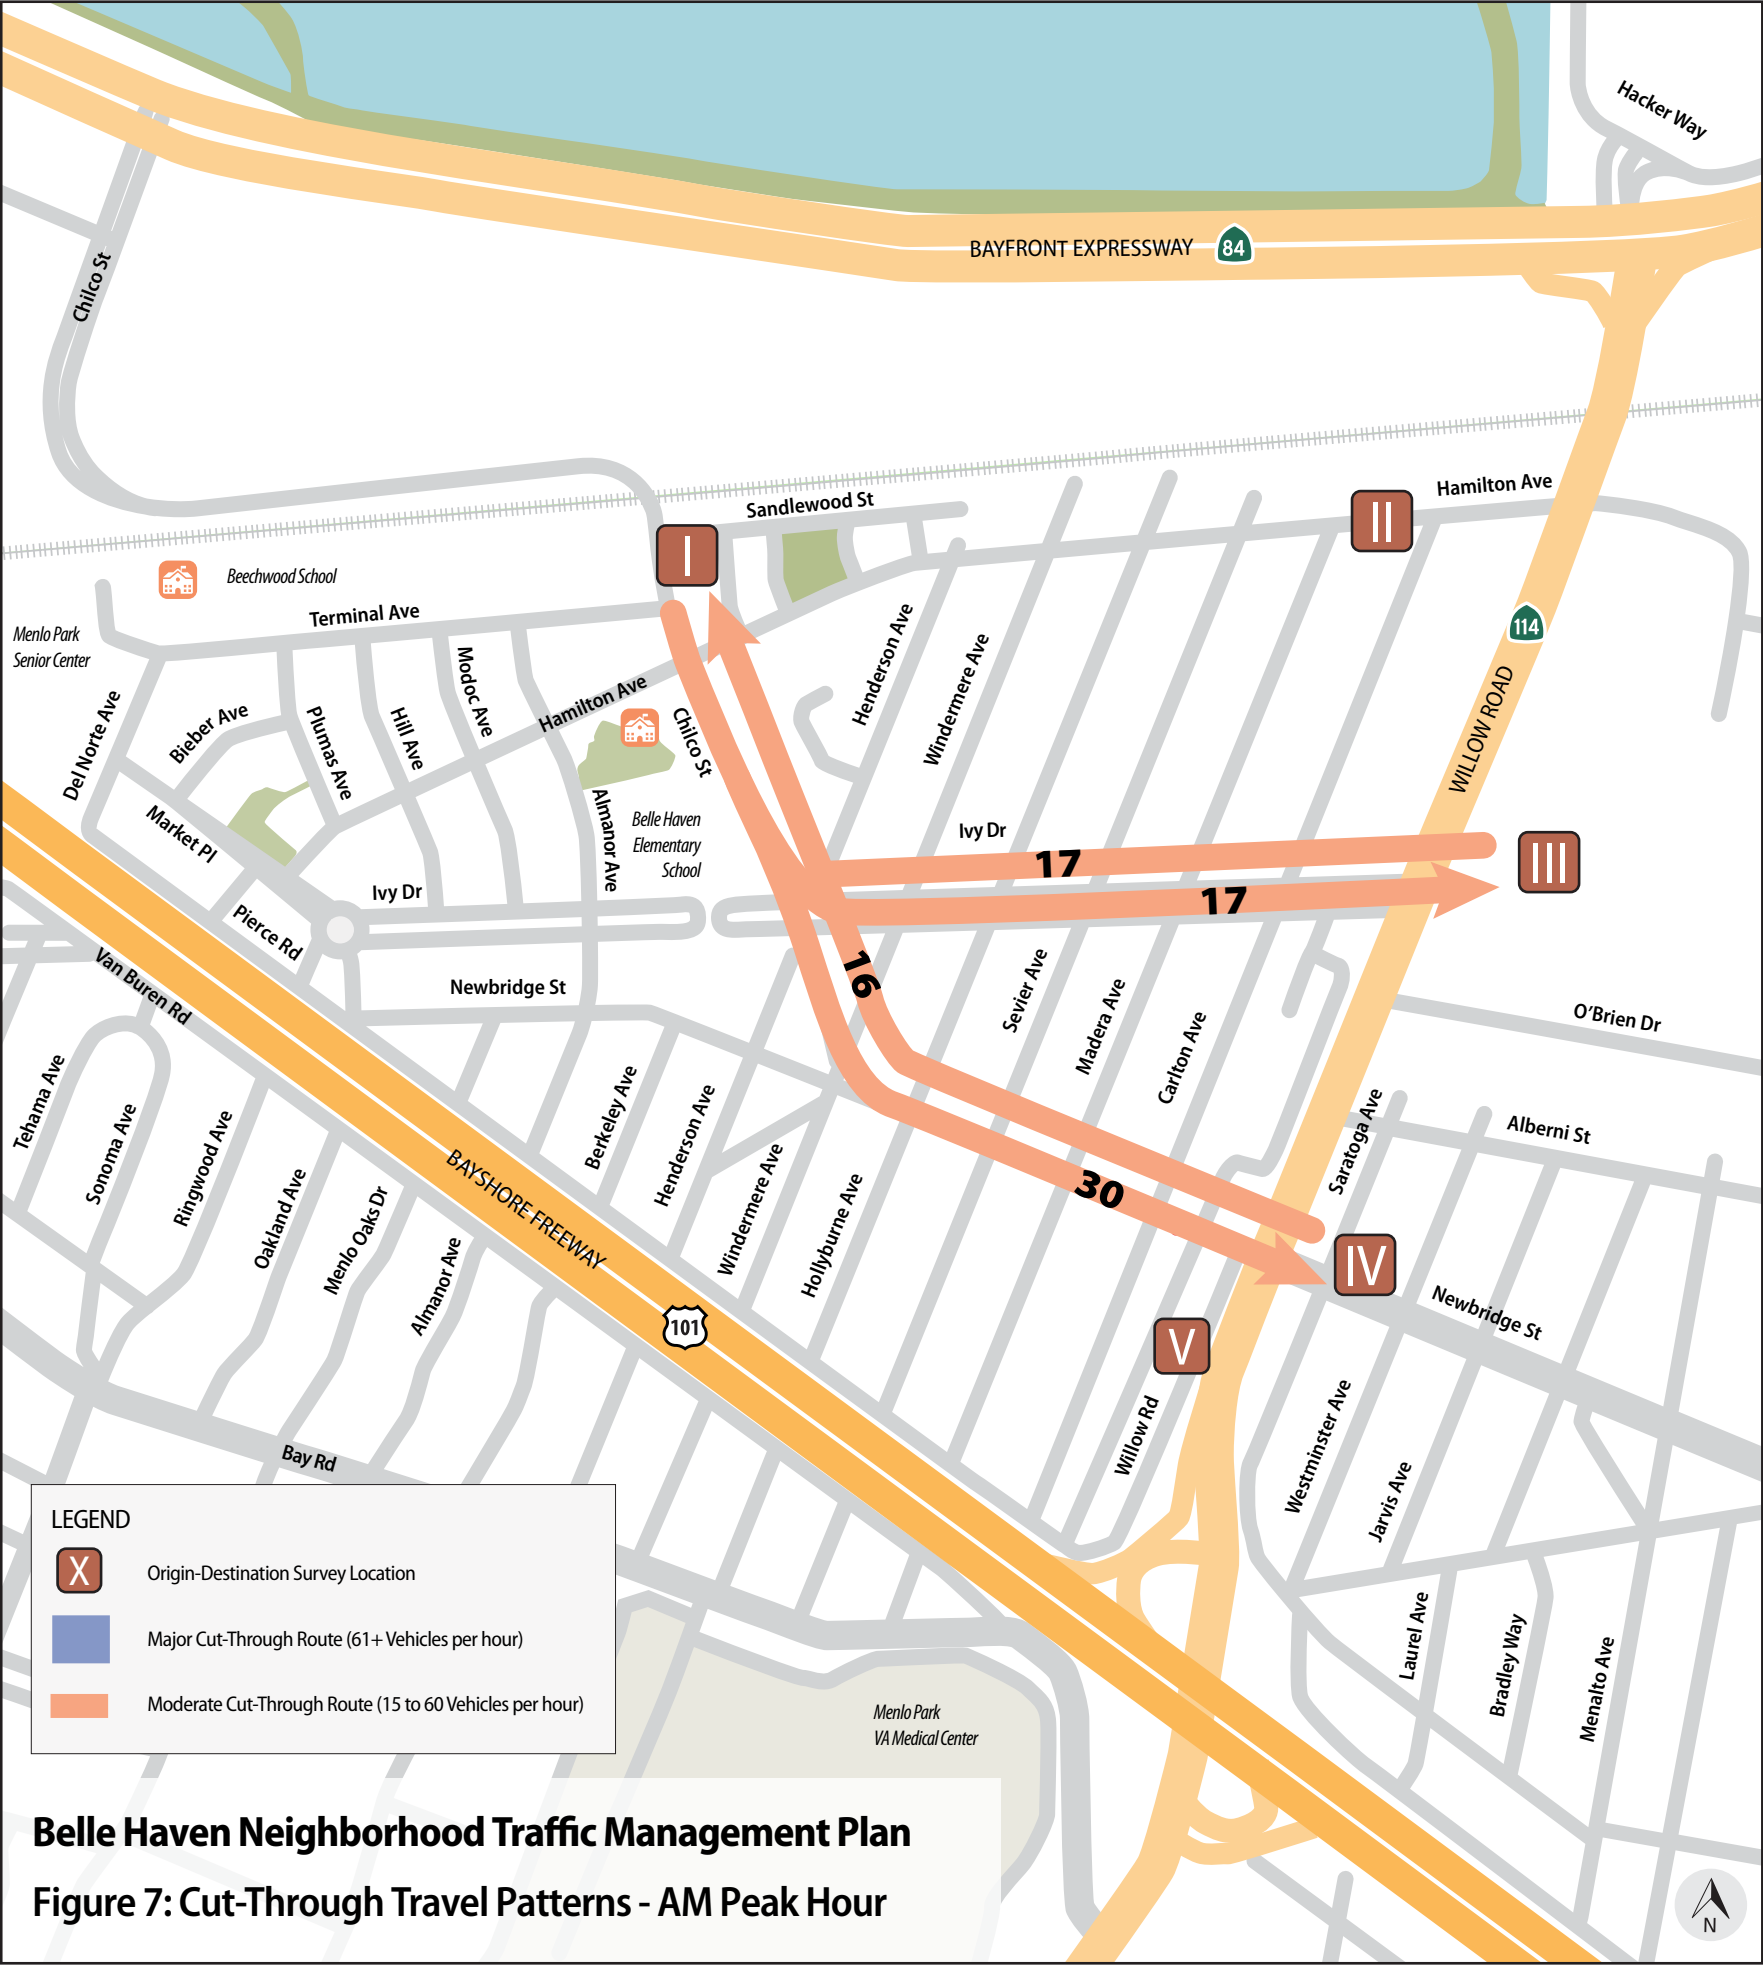 Hacker Way
BAYFRONT EXPRESSWAY
84
Chilco St
Sandlewood St
Hamilton Ave
I
II
Beechwood School
Terminal Ave
Menlo Park
Senior Center
114
Henderson Ave
Windermere Ave
Modoc Ave
Hamilton Ave
Del Norte Ave
Bieber Ave
Plumas Ave
Hill Ave
Chilco St
WILLOW ROAD
Market Pl
Almanor Ave
Belle Haven
Elementary
School
Ivy Dr
17
III
Ivy Dr
17
Pierce Rd
Van Buren Rd
Newbridge St
16
Sevier Ave
Madera Ave
Carlton Ave
O'Brien Dr
Tehama Ave
Sonoma Ave
Ringwood Ave
Oakland Ave
Menlo Oaks Dr
Almanor Ave
BAYSHORE FREEWAY
Berkeley Ave
Henderson Ave
Windermere Ave
Hollyburne Ave
30
Saratoga Ave
Alberni St
IV
Newbridge St
101
V
Willow Rd
Westminster Ave
Jarvis Ave
Bay Rd
Laurel Ave
Bradley Way
Menalto Ave
LEGEND
X
Origin-Destination Survey Location
Major Cut-Through Route (61+ Vehicles per hour)
Moderate Cut-Through Route (15 to 60 Vehicles per hour)
Menlo Park
VA Medical Center
Belle Haven Neighborhood Traffic Management Plan
Figure 7: Cut-Through Travel Patterns - AM Peak Hour
N